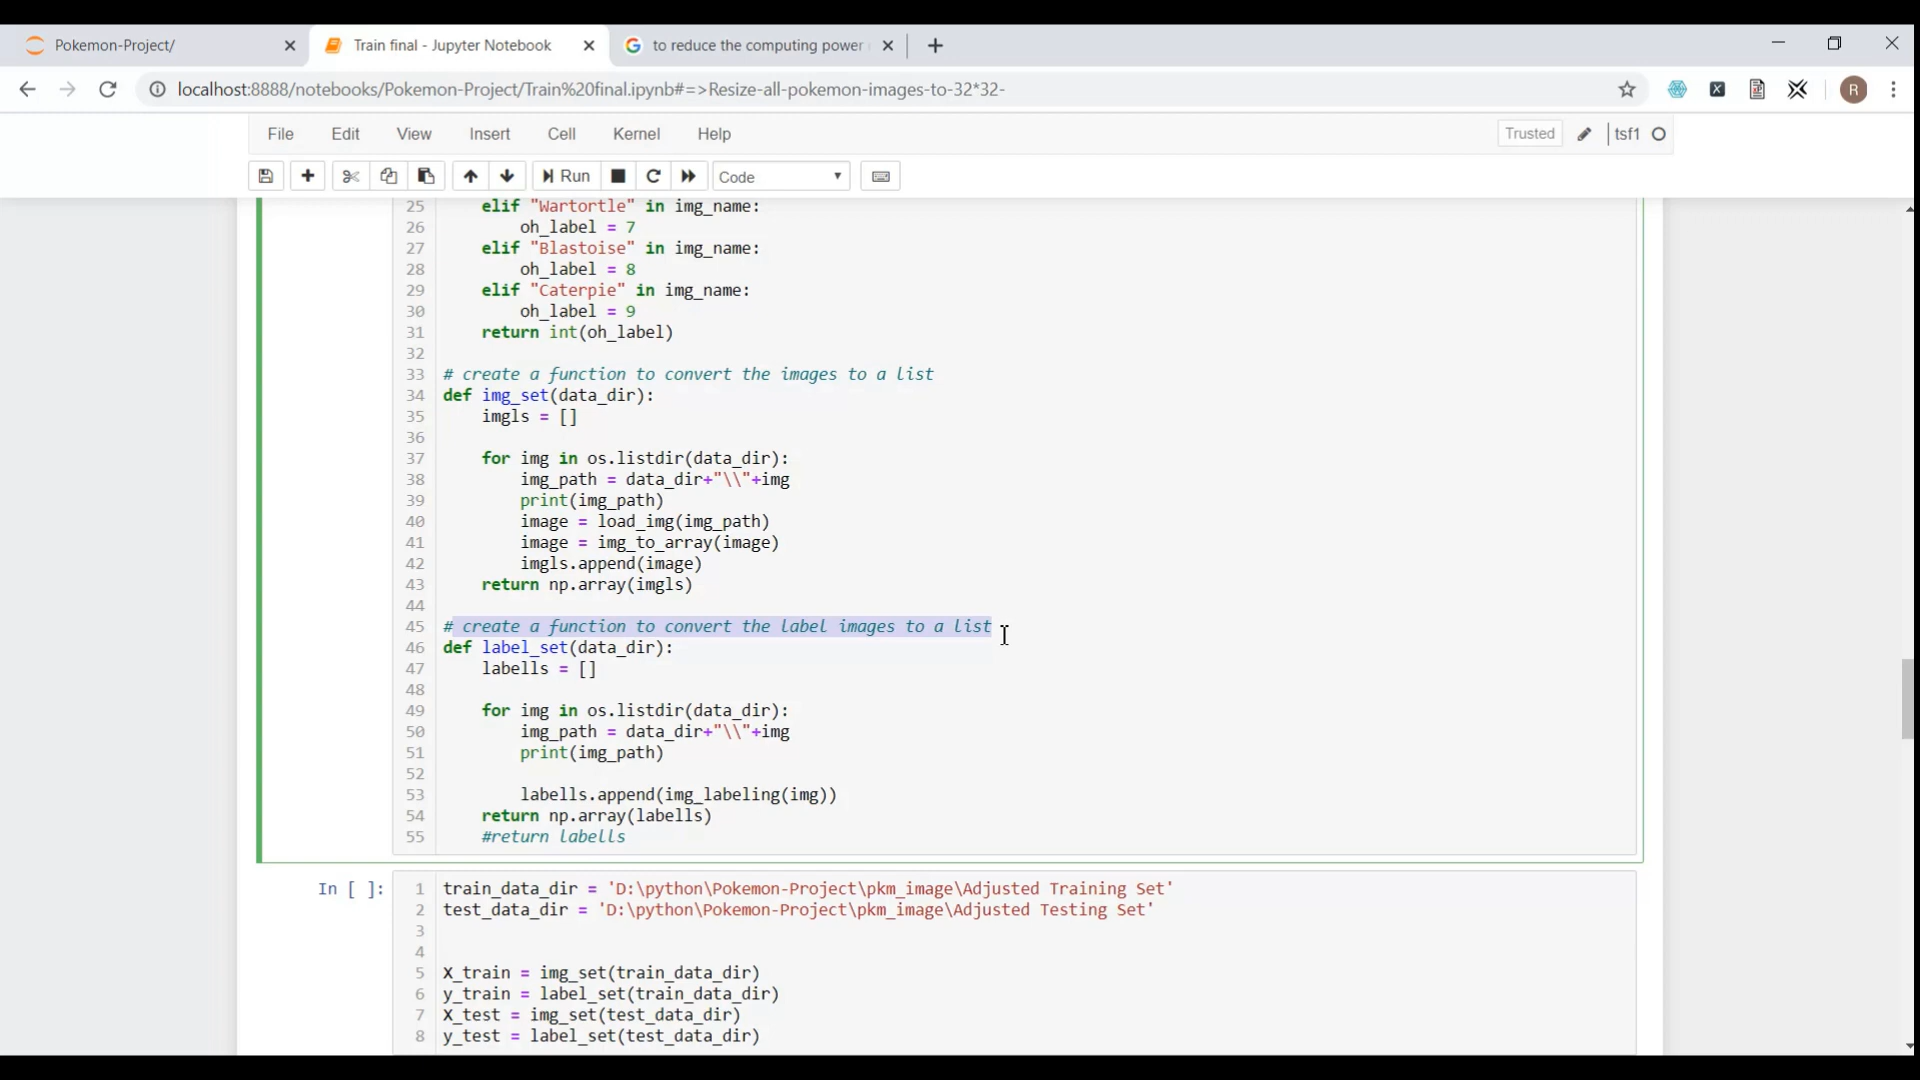 Pokemon-Project/
Train final - Jupyter Notebook
to reduce the computing power
localhost:8888/notebooks/Pokemon-Project/Train%20final.ipynb#=>Resize-all-pokemon-images-to-32*32-
R
File Edit View Insert Cell Kernel Help
Trusted
tsf1
Run
Code
25 elif "Wartortle" in img_name:
26 oh_label = 7
27 elif "Blastoise" in img_name:
28 oh_label = 8
29 elif "Caterpie" in img_name:
30 oh_label = 9
31 return int(oh_label)
32
33 # create a function to convert the images to a list
34 def img_set(data_dir):
35 imgls = []
36
37 for img in os.listdir(data_dir):
38 img_path = data_dir+"\\"+img
39 print(img_path)
40 image = load_img(img_path)
41 image = img_to_array(image)
42 imgls.append(image)
43 return np.array(imgls)
44
45 # create a function to convert the label images to a list
46 def label_set(data_dir):
47 labells = []
48
49 for img in os.listdir(data_dir):
50 img_path = data_dir+"\\"+img
51 print(img_path)
52
53 labells.append(img_labeling(img))
54 return np.array(labells)
55 #return labells
In [ ]:
1 train_data_dir = 'D:\python\Pokemon-Project\pkm_image\Adjusted Training Set'
2 test_data_dir = 'D:\python\Pokemon-Project\pkm_image\Adjusted Testing Set'
3
4
5 X_train = img_set(train_data_dir)
6 y_train = label_set(train_data_dir)
7 X_test = img_set(test_data_dir)
8 y_test = label_set(test_data_dir)